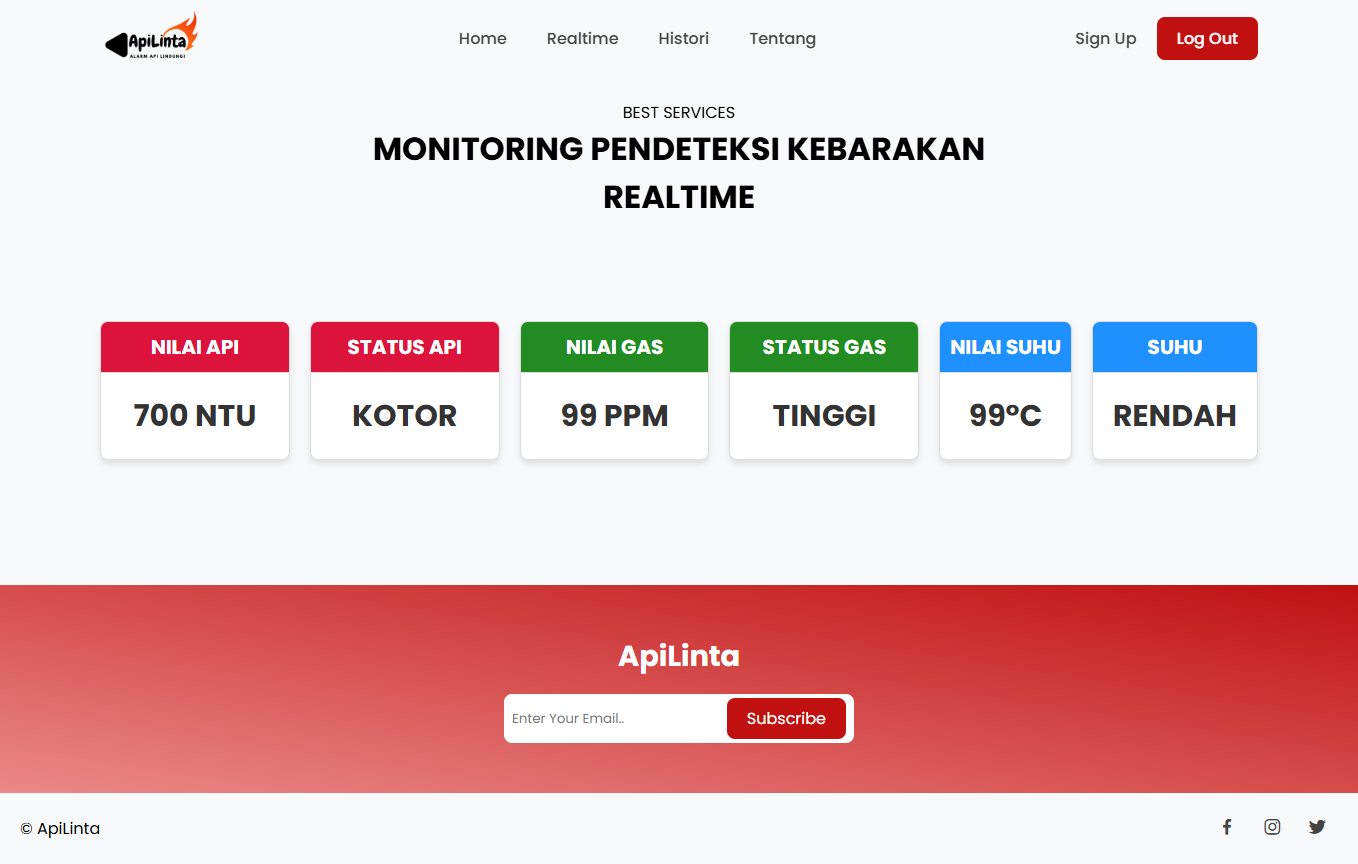 ApiLinta
ALARM API LINDUNGI
Home Realtime Histori Tentang Sign Up Log Out
BEST SERVICES
MONITORING PENDETEKSI KEBARAKAN
REALTIME
NILAI API STATUS API NILAI GAS STATUS GAS NILAI SUHU SUHU
700 NTU KOTOR 99 PPM TINGGI 99°C RENDAH
ApiLinta
Enter Your Email.. Subscribe
© ApiLinta